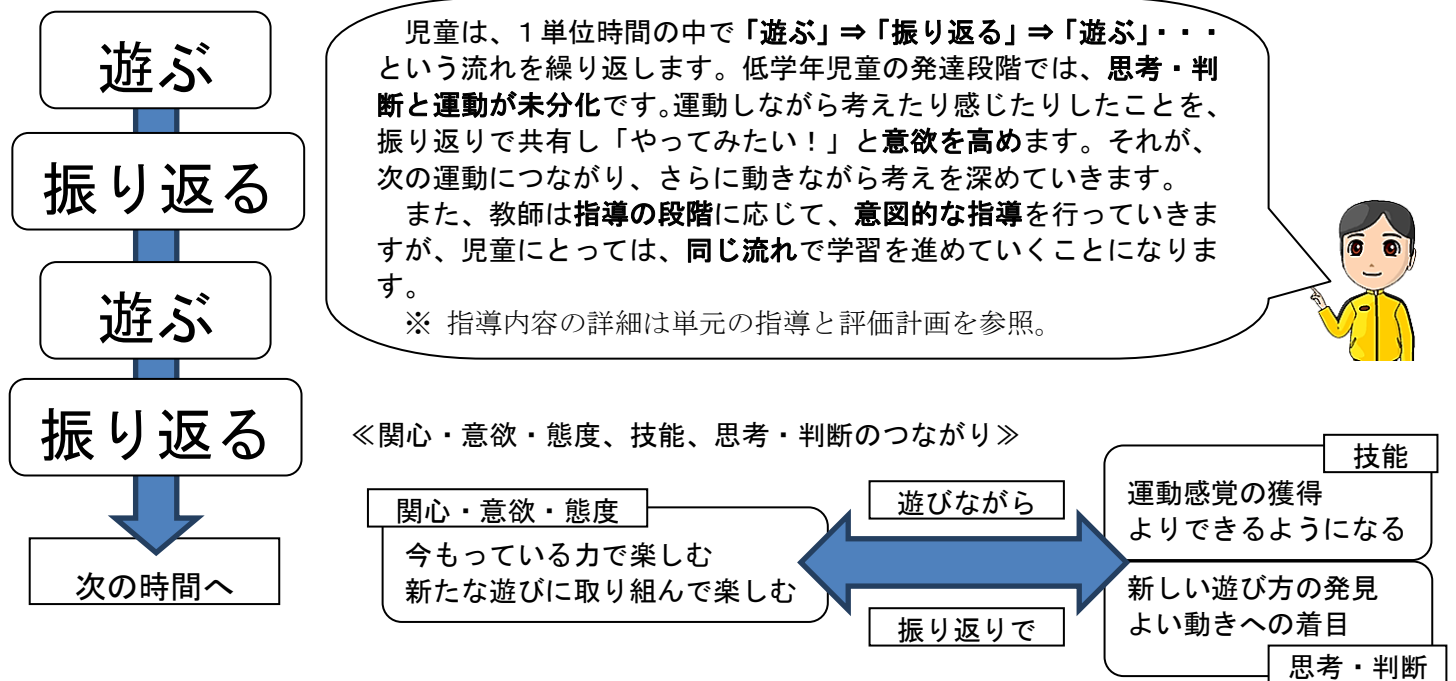 遊ぶ
振り返る
遊ぶ
振り返る
次の時間へ
児童は、1単位時間の中で「遊ぶ」⇒「振り返る」⇒「遊ぶ」・・・
という流れを繰り返します。低学年児童の発達段階では、思考・判
断と運動が未分化です。運動しながら考えたり感じたりしたことを、
振り返りで共有し「やってみたい！」と意欲を高めます。それが、
次の運動につながり、さらに動きながら考えを深めていきます。
また、教師は指導の段階に応じて、意図的な指導を行っていきま
すが、児童にとっては、同じ流れで学習を進めていくことになりま
す。
※ 指導内容の詳細は単元の指導と評価計画を参照。
≪関心・意欲・態度、技能、思考・判断のつながり≫
関心・意欲・態度
今もっている力で楽しむ
新たな遊びに取り組んで楽しむ
遊びながら
振り返りで
技能
運動感覚の獲得
よりできるようになる
新しい遊び方の発見
よい動きへの着目
思考・判断